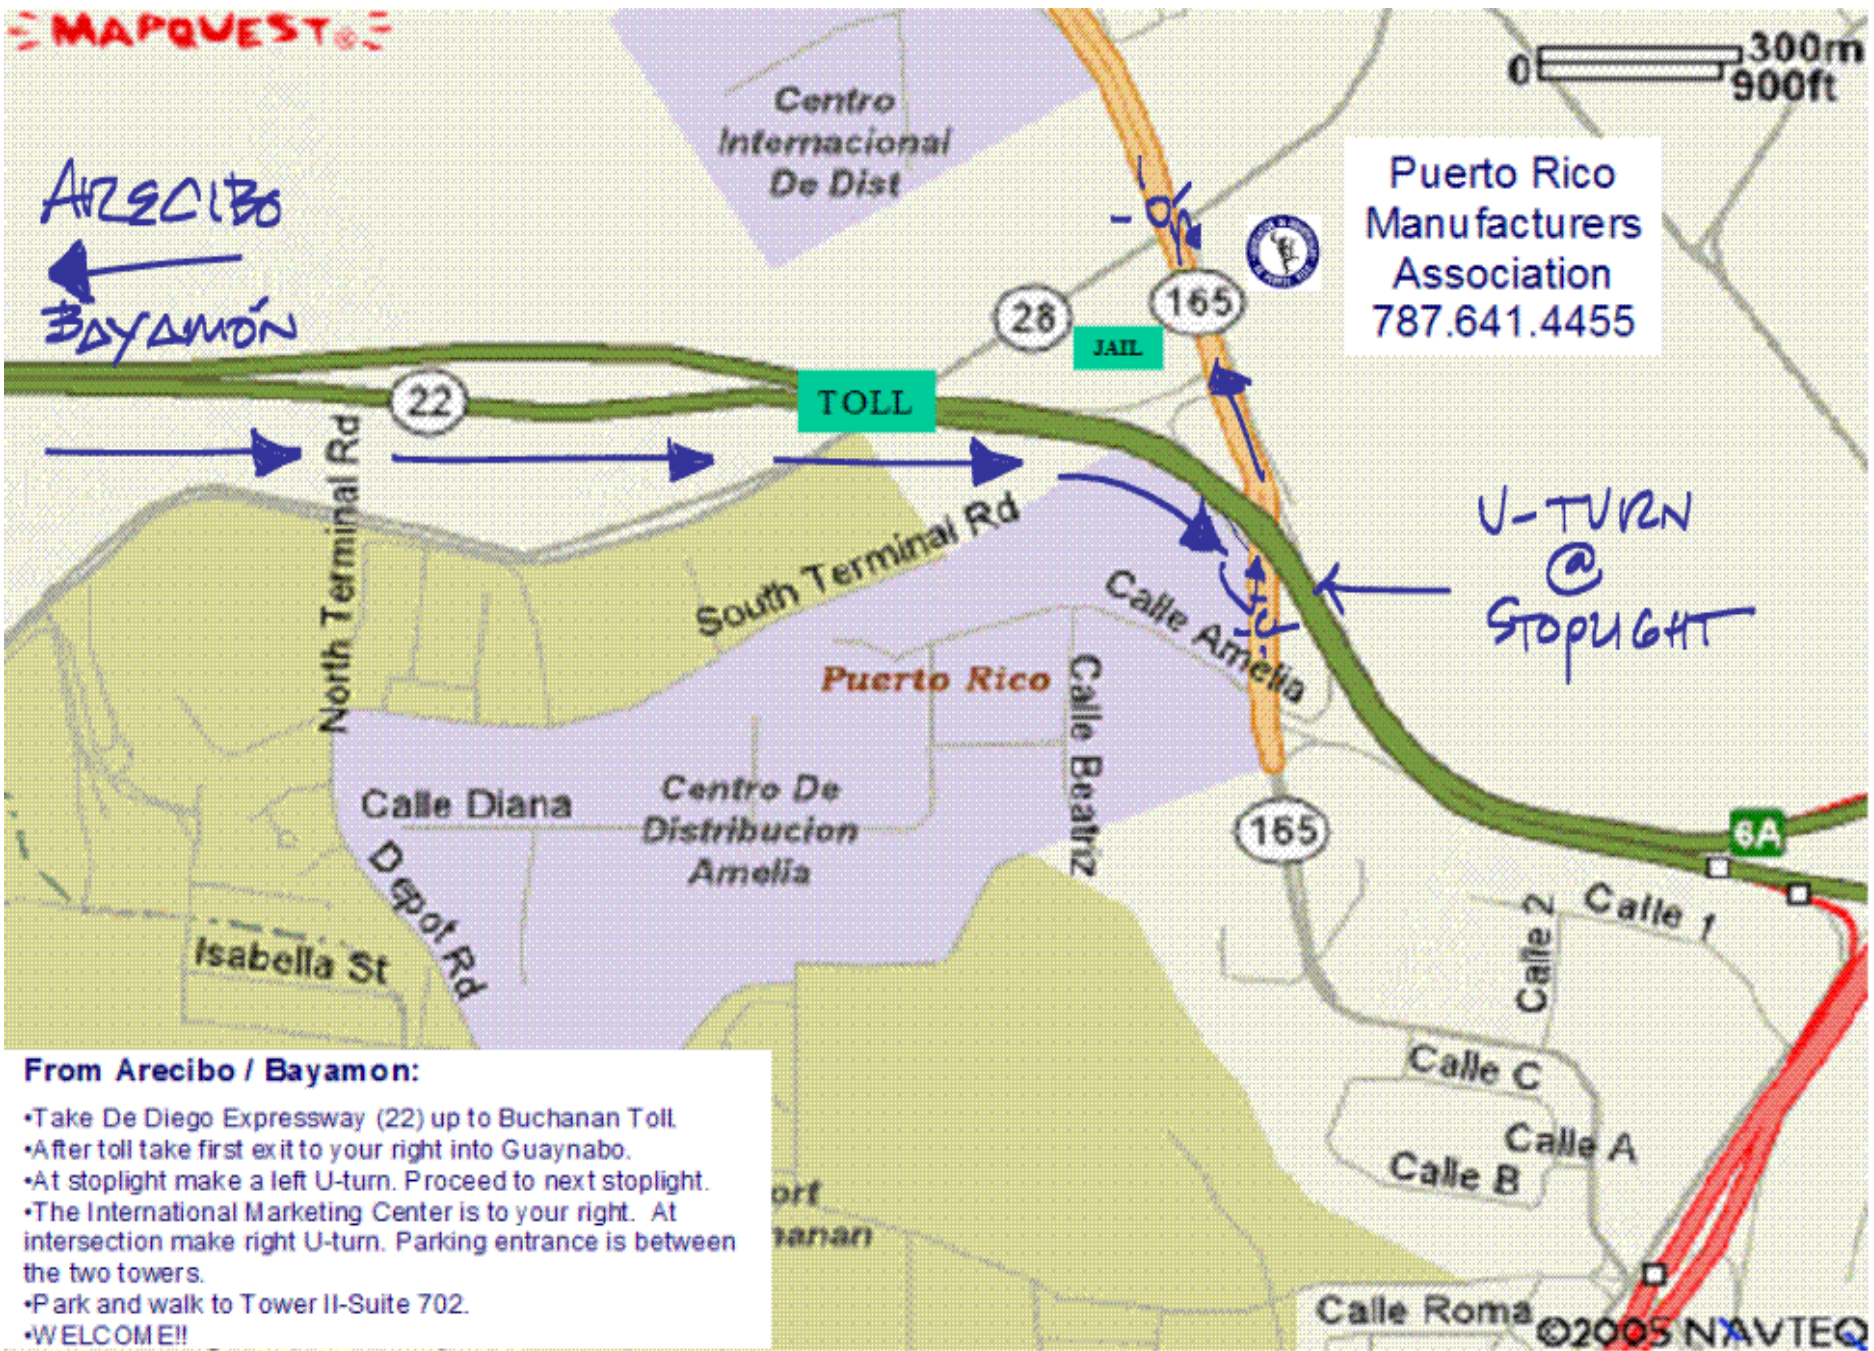 MAPQUEST®
300m
0
900ft
Centro
Internacional
De Dist
Puerto Rico
Manufacturers
Association
787.641.4455
ARECIBO
BAYAMÓN
28
165
JAIL
22
TOLL
North Terminal Rd
South Terminal Rd
U-TURN
@
STOPLIGHT
Calle Amelia
Puerto Rico
Calle Beatriz
Calle Diana
Centro De
Distribucion
Amelia
165
6A
Depot Rd
Isabella St
Calle 2
Calle 1
Calle C
Calle A
Calle B
Calle Roma
ort
hanan
From Arecibo / Bayamon:
•Take De Diego Expressway (22) up to Buchanan Toll.
•After toll take first exit to your right into Guaynabo.
•At stoplight make a left U-turn. Proceed to next stoplight.
•The International Marketing Center is to your right. At
intersection make right U-turn. Parking entrance is between
the two towers.
•Park and walk to Tower II-Suite 702.
•WELCOME!!
©2005 NAVTEQ